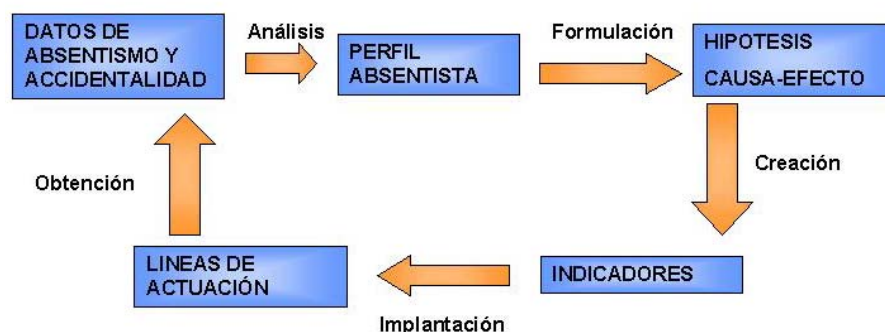 DATOS DE
ABSENTISMO Y
ACCIDENTALIDAD
Análisis
PERFIL
ABSENTISTA
Formulación
HIPOTESIS
CAUSA-EFECTO
Creación
INDICADORES
Implantación
LINEAS DE
ACTUACIÓN
Obtención